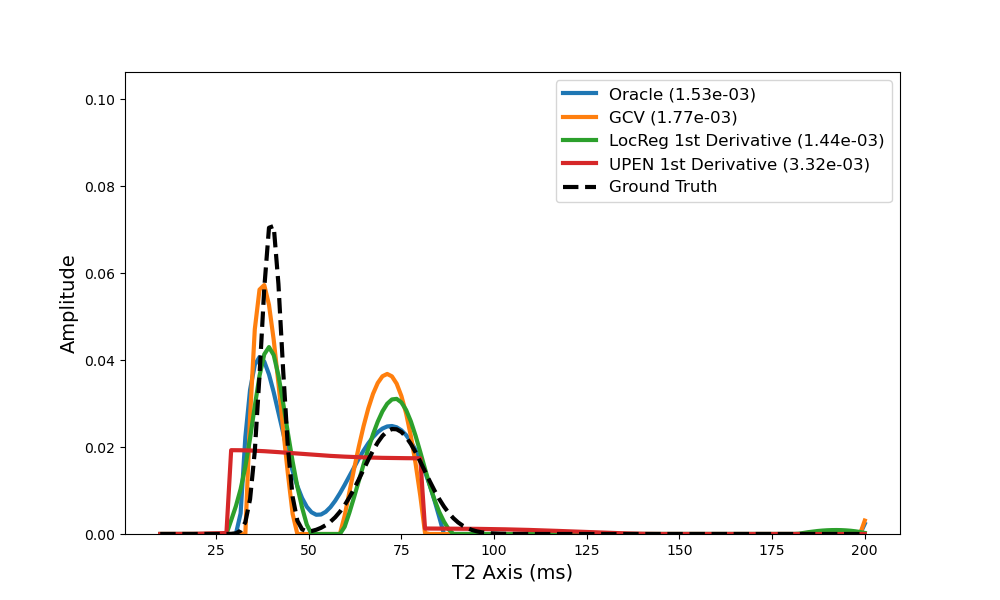 Oracle (1.53e-03)
GCV (1.77e-03)
LocReg 1st Derivative (1.44e-03)
UPEN 1st Derivative (3.32e-03)
Ground Truth
Amplitude
0.10
0.08
0.06
0.04
0.02
0.00
25 50 75 100 125 150 175 200
T2 Axis (ms)